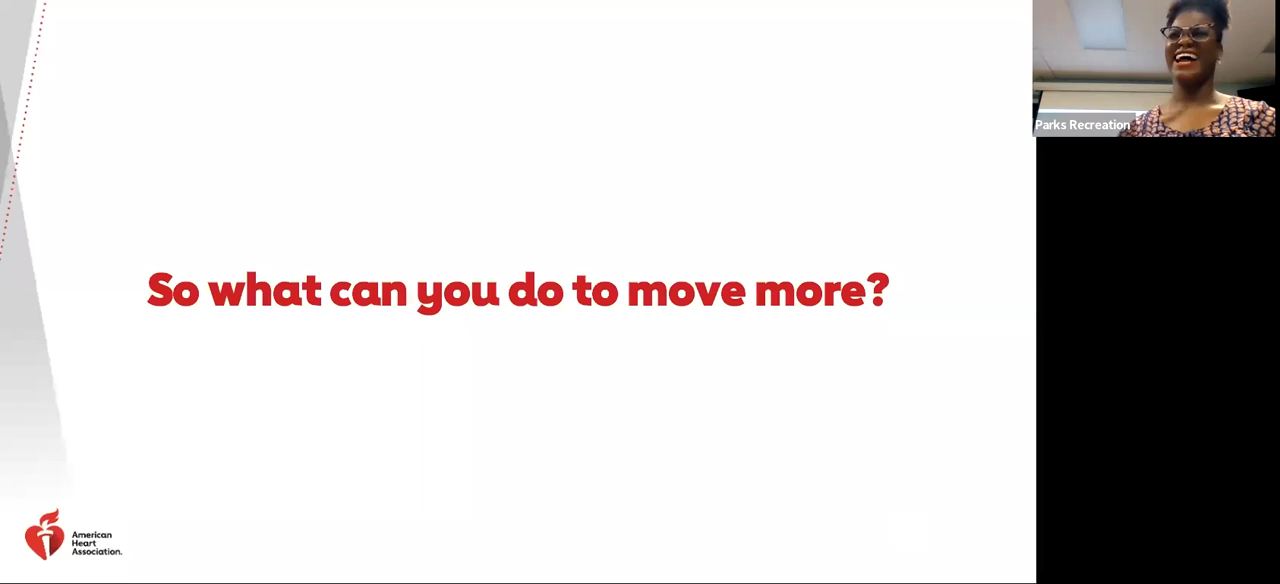 Parks Recreation
So what can you do to move more?
American
Heart
Association.